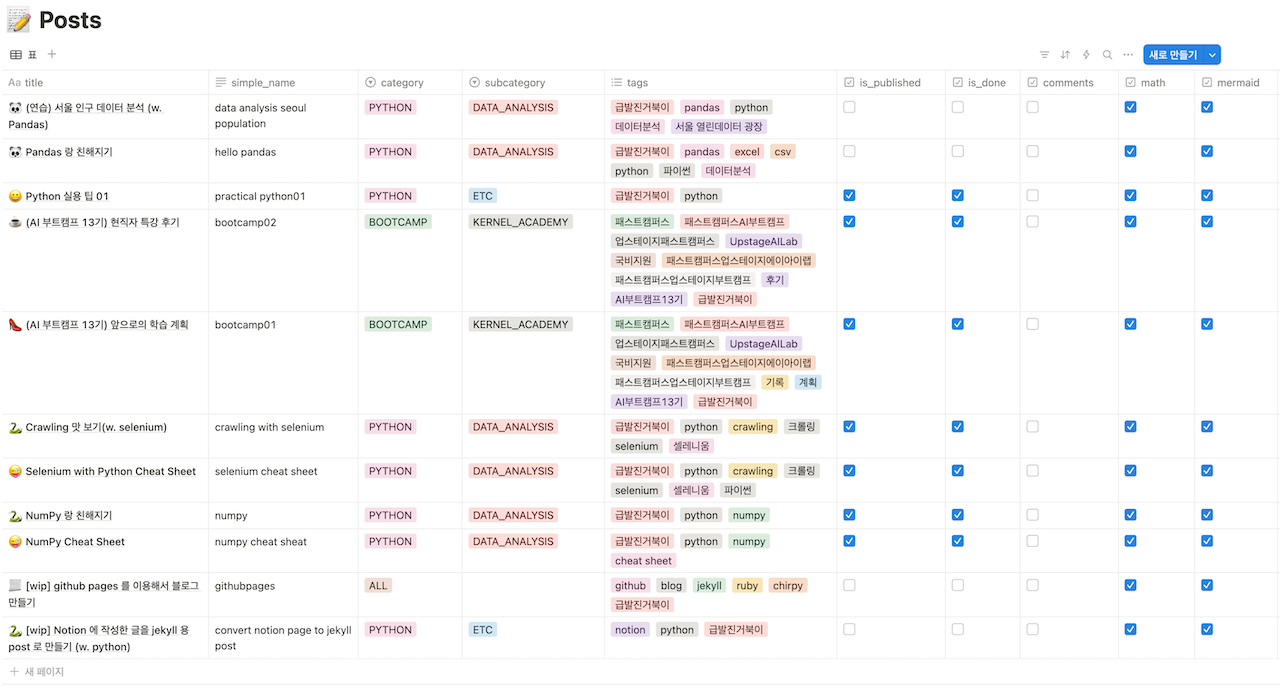 Posts
표
새로 만들기
Aa title simple_name category subcategory tags is_published is_done comments math mermaid
(연습) 서울 인구 데이터 분석 (w. Pandas) data analysis seoul population PYTHON DATA_ANALYSIS 급발진거북이 pandas python
데이터분석 서울 열린데이터 광장
Pandas 랑 친해지기 hello pandas PYTHON DATA_ANALYSIS 급발진거북이 pandas excel csv
python 파이썬 데이터분석
Python 실용 팁 01 practical python01 PYTHON ETC 급발진거북이 python
(AI 부트캠프 13기) 현직자 특강 후기 bootcamp02 BOOTCAMP KERNEL_ACADEMY 패스트캠퍼스 패스트캠퍼스AI부트캠프
업스테이지패스트캠퍼스 UpstageAILab
국비지원 패스트캠퍼스업스테이지에이아이랩
패스트캠퍼스업스테이지부트캠프 후기
AI부트캠프13기 급발진거북이
(AI 부트캠프 13기) 앞으로의 학습 계획 bootcamp01 BOOTCAMP KERNEL_ACADEMY 패스트캠퍼스 패스트캠퍼스AI부트캠프
업스테이지패스트캠퍼스 UpstageAILab
국비지원 패스트캠퍼스업스테이지에이아이랩
패스트캠퍼스업스테이지부트캠프 기록 계획
AI부트캠프13기 급발진거북이
Crawling 맛 보기(w. selenium) crawling with selenium PYTHON DATA_ANALYSIS 급발진거북이 python crawling 크롤링
selenium 셀레니움
Selenium with Python Cheat Sheet selenium cheat sheet PYTHON DATA_ANALYSIS 급발진거북이 python crawling 크롤링
selenium 셀레니움 파이썬
NumPy 랑 친해지기 numpy PYTHON DATA_ANALYSIS 급발진거북이 python numpy
NumPy Cheat Sheet numpy cheat sheat PYTHON DATA_ANALYSIS 급발진거북이 python numpy
cheat sheet
[wip] github pages 를 이용해서 블로그 만들기 githubpages ALL github blog jekyll ruby chirpy
급발진거북이
[wip] Notion 에 작성한 글을 jekyll 용 post 로 만들기 (w. python) convert notion page to jekyll post PYTHON ETC notion python 급발진거북이
새 페이지